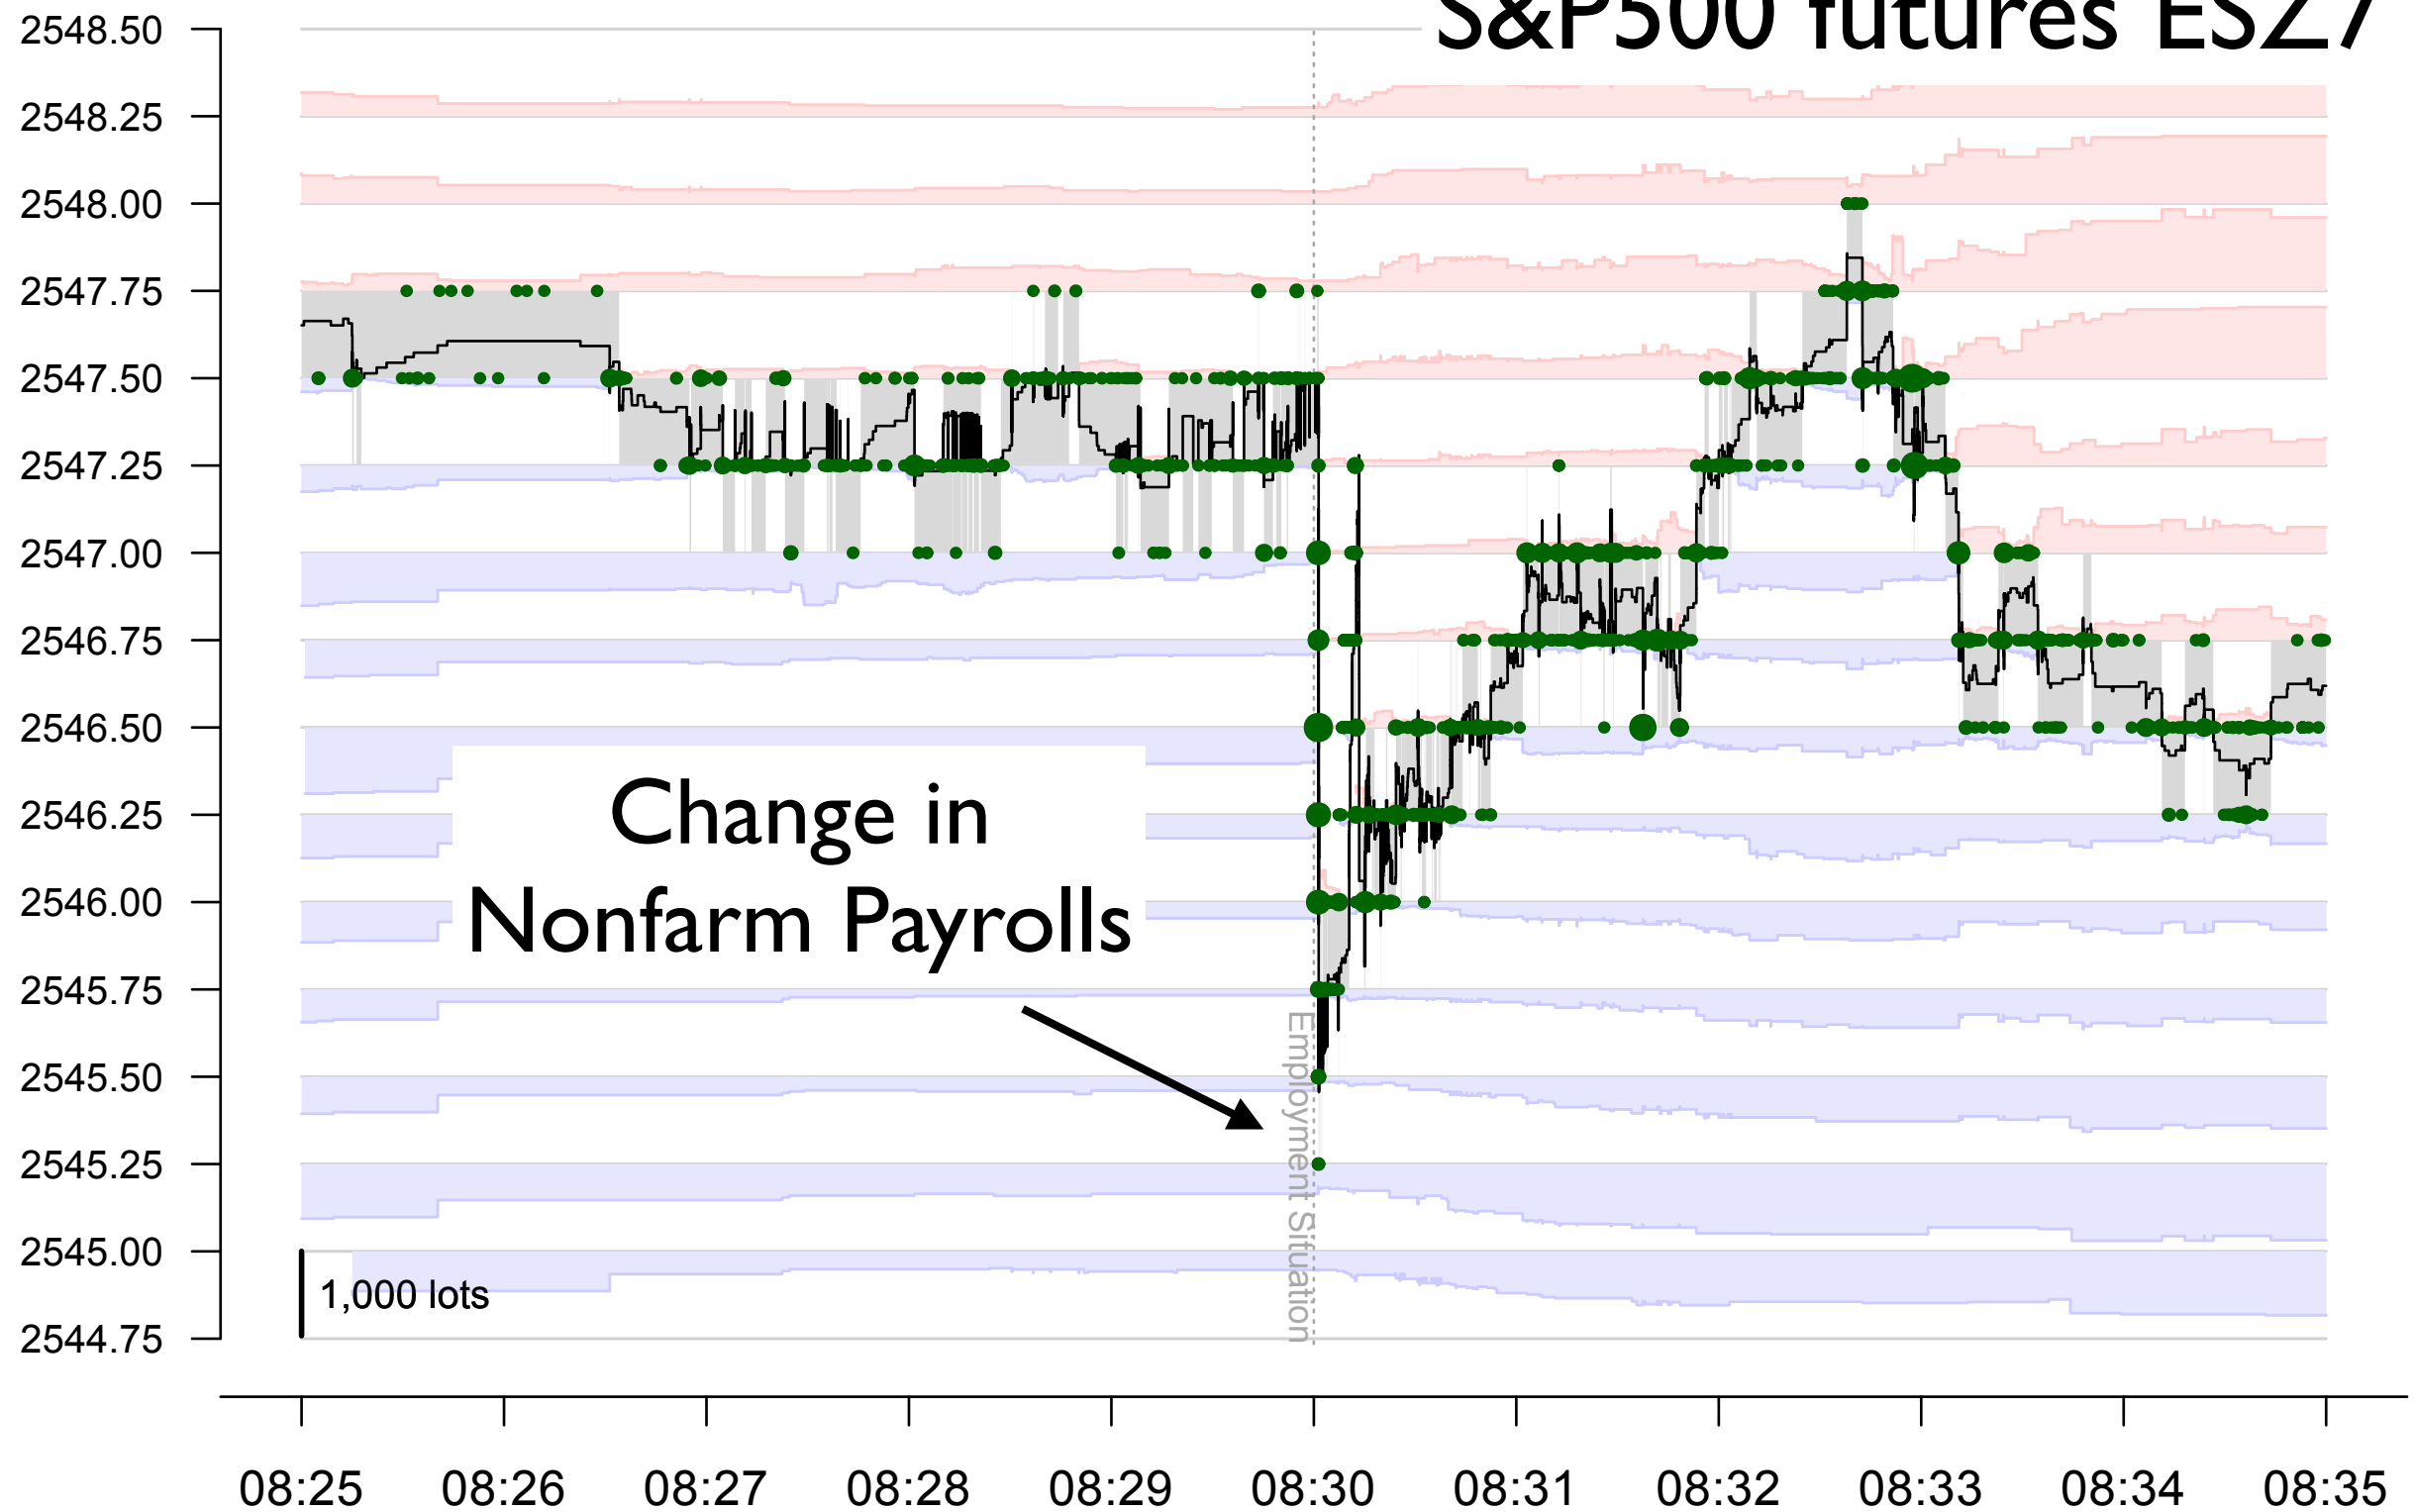 S&P500 futures ESZ7
2548.50
2548.25
2548.00
2547.75
2547.50
2547.25
2547.00
2546.75
2546.50
2546.25
2546.00
2545.75
2545.50
2545.25
2545.00
2544.75
Change in
Nonfarm Payrolls
Employment Situation
1,000 lots
08:25 08:26 08:27 08:28 08:29 08:30 08:31 08:32 08:33 08:34 08:35